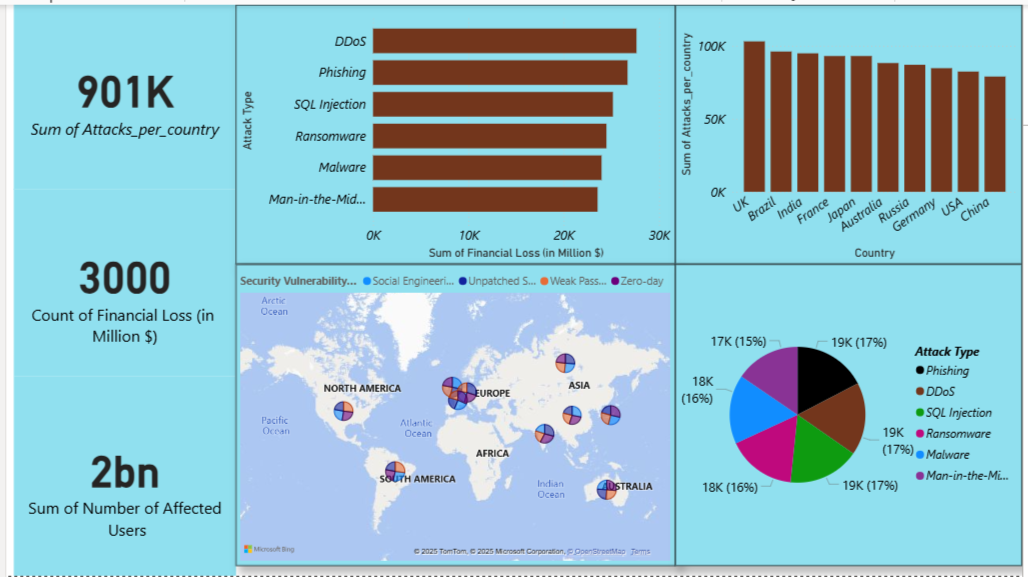 901K
Sum of Attacks_per_country
3000
Count of Financial Loss (in
Million $)
2bn
Sum of Number of Affected
Users
Attack Type
DDoS
Phishing
SQL Injection
Ransomware
Malware
Man-in-the-Mid...
0K
10K
20K
30K
Sum of Financial Loss (in Million $)
Sum of Attacks_per_country
100K
50K
0K
UK
Brazil
India
France
Japan
Australia
Russia
Germany
USA
China
Country
Security Vulnerability... Social Engineeri... Unpatched S... Weak Pass... Zero-day
Arctic
Ocean
NORTH AMERICA
EUROPE
ASIA
Pacific
Ocean
Atlantic
Ocean
AFRICA
SOUTH AMERICA
Indian
Ocean
AUSTRALIA
Microsoft Bing
© 2025 TomTom, © 2025 Microsoft Corporation, © OpenStreetMap Terms
17K (15%)
19K (17%)
18K
(16%)
19K
(17%)
18K (16%)
19K (17%)
Attack Type
Phishing
DDoS
SQL Injection
Ransomware
Malware
Man-in-the-Mi...